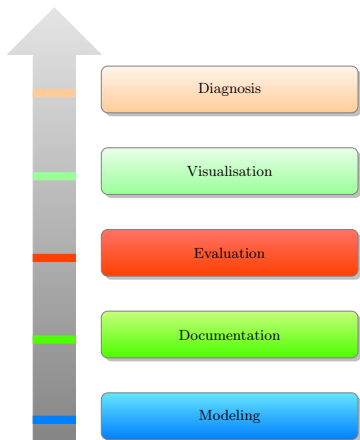 Diagnosis
Visualisation
Evaluation
Documentation
Modeling